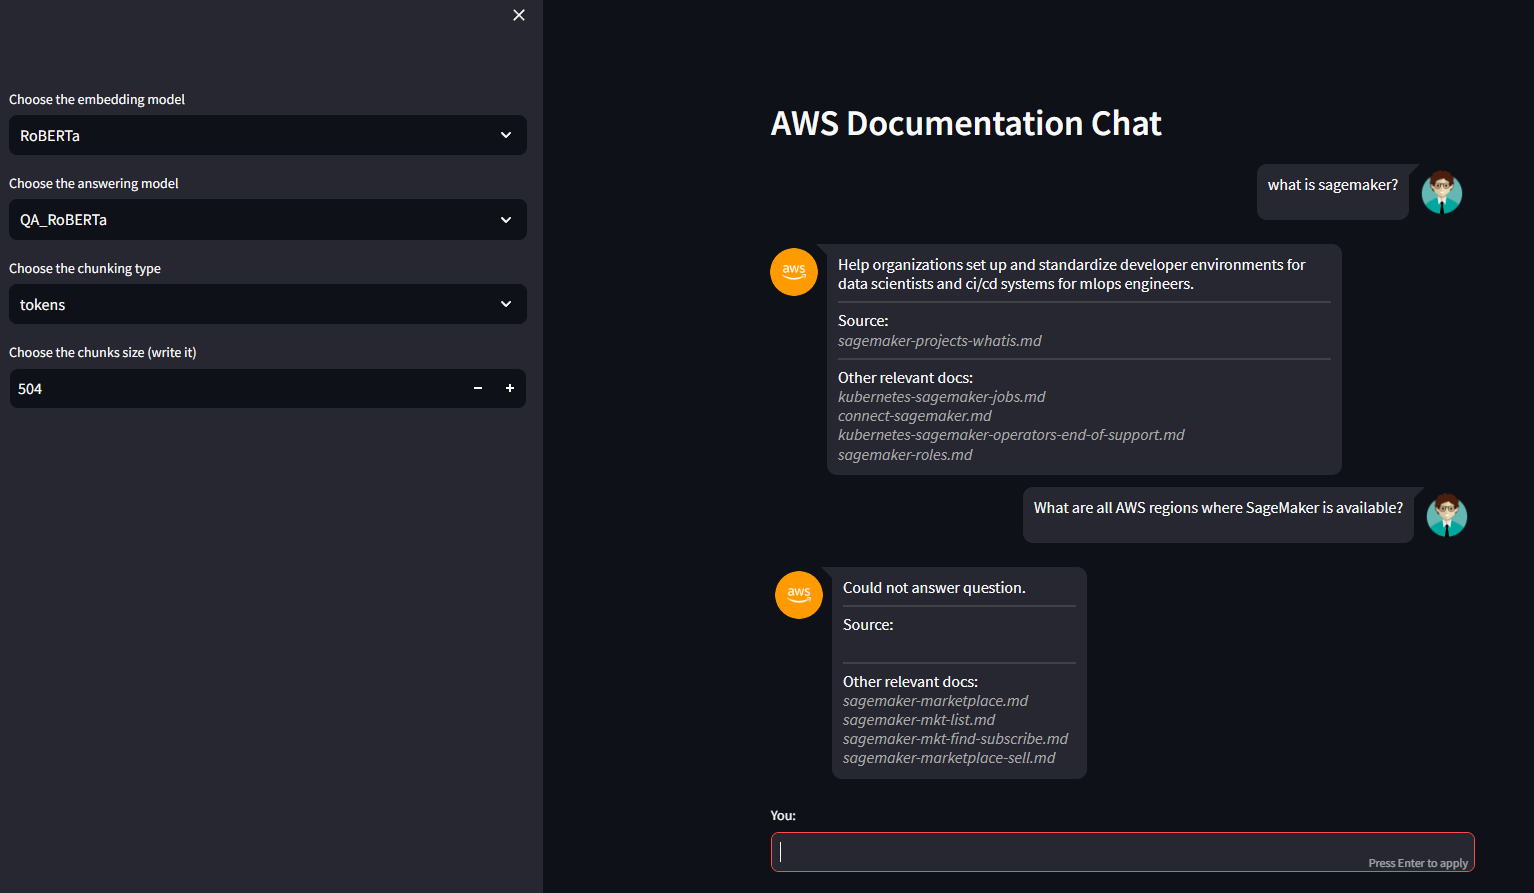 Choose the embedding model
RoBERTa
Choose the answering model
QA_RoBERTa
Choose the chunking type
tokens
Choose the chunks size (write it)
504
AWS Documentation Chat
what is sagemaker?
aws
Help organizations set up and standardize developer environments for
data scientists and ci/cd systems for mlops engineers.
Source:
sagemaker-projects-whatis.md
Other relevant docs:
kubernetes-sagemaker-jobs.md
connect-sagemaker.md
kubernetes-sagemaker-operators-end-of-support.md
sagemaker-roles.md
What are all AWS regions where SageMaker is available?
aws
Could not answer question.
Source:
Other relevant docs:
sagemaker-marketplace.md
sagemaker-mkt-list.md
sagemaker-mkt-find-subscribe.md
sagemaker-marketplace-sell.md
You:
Press Enter to apply